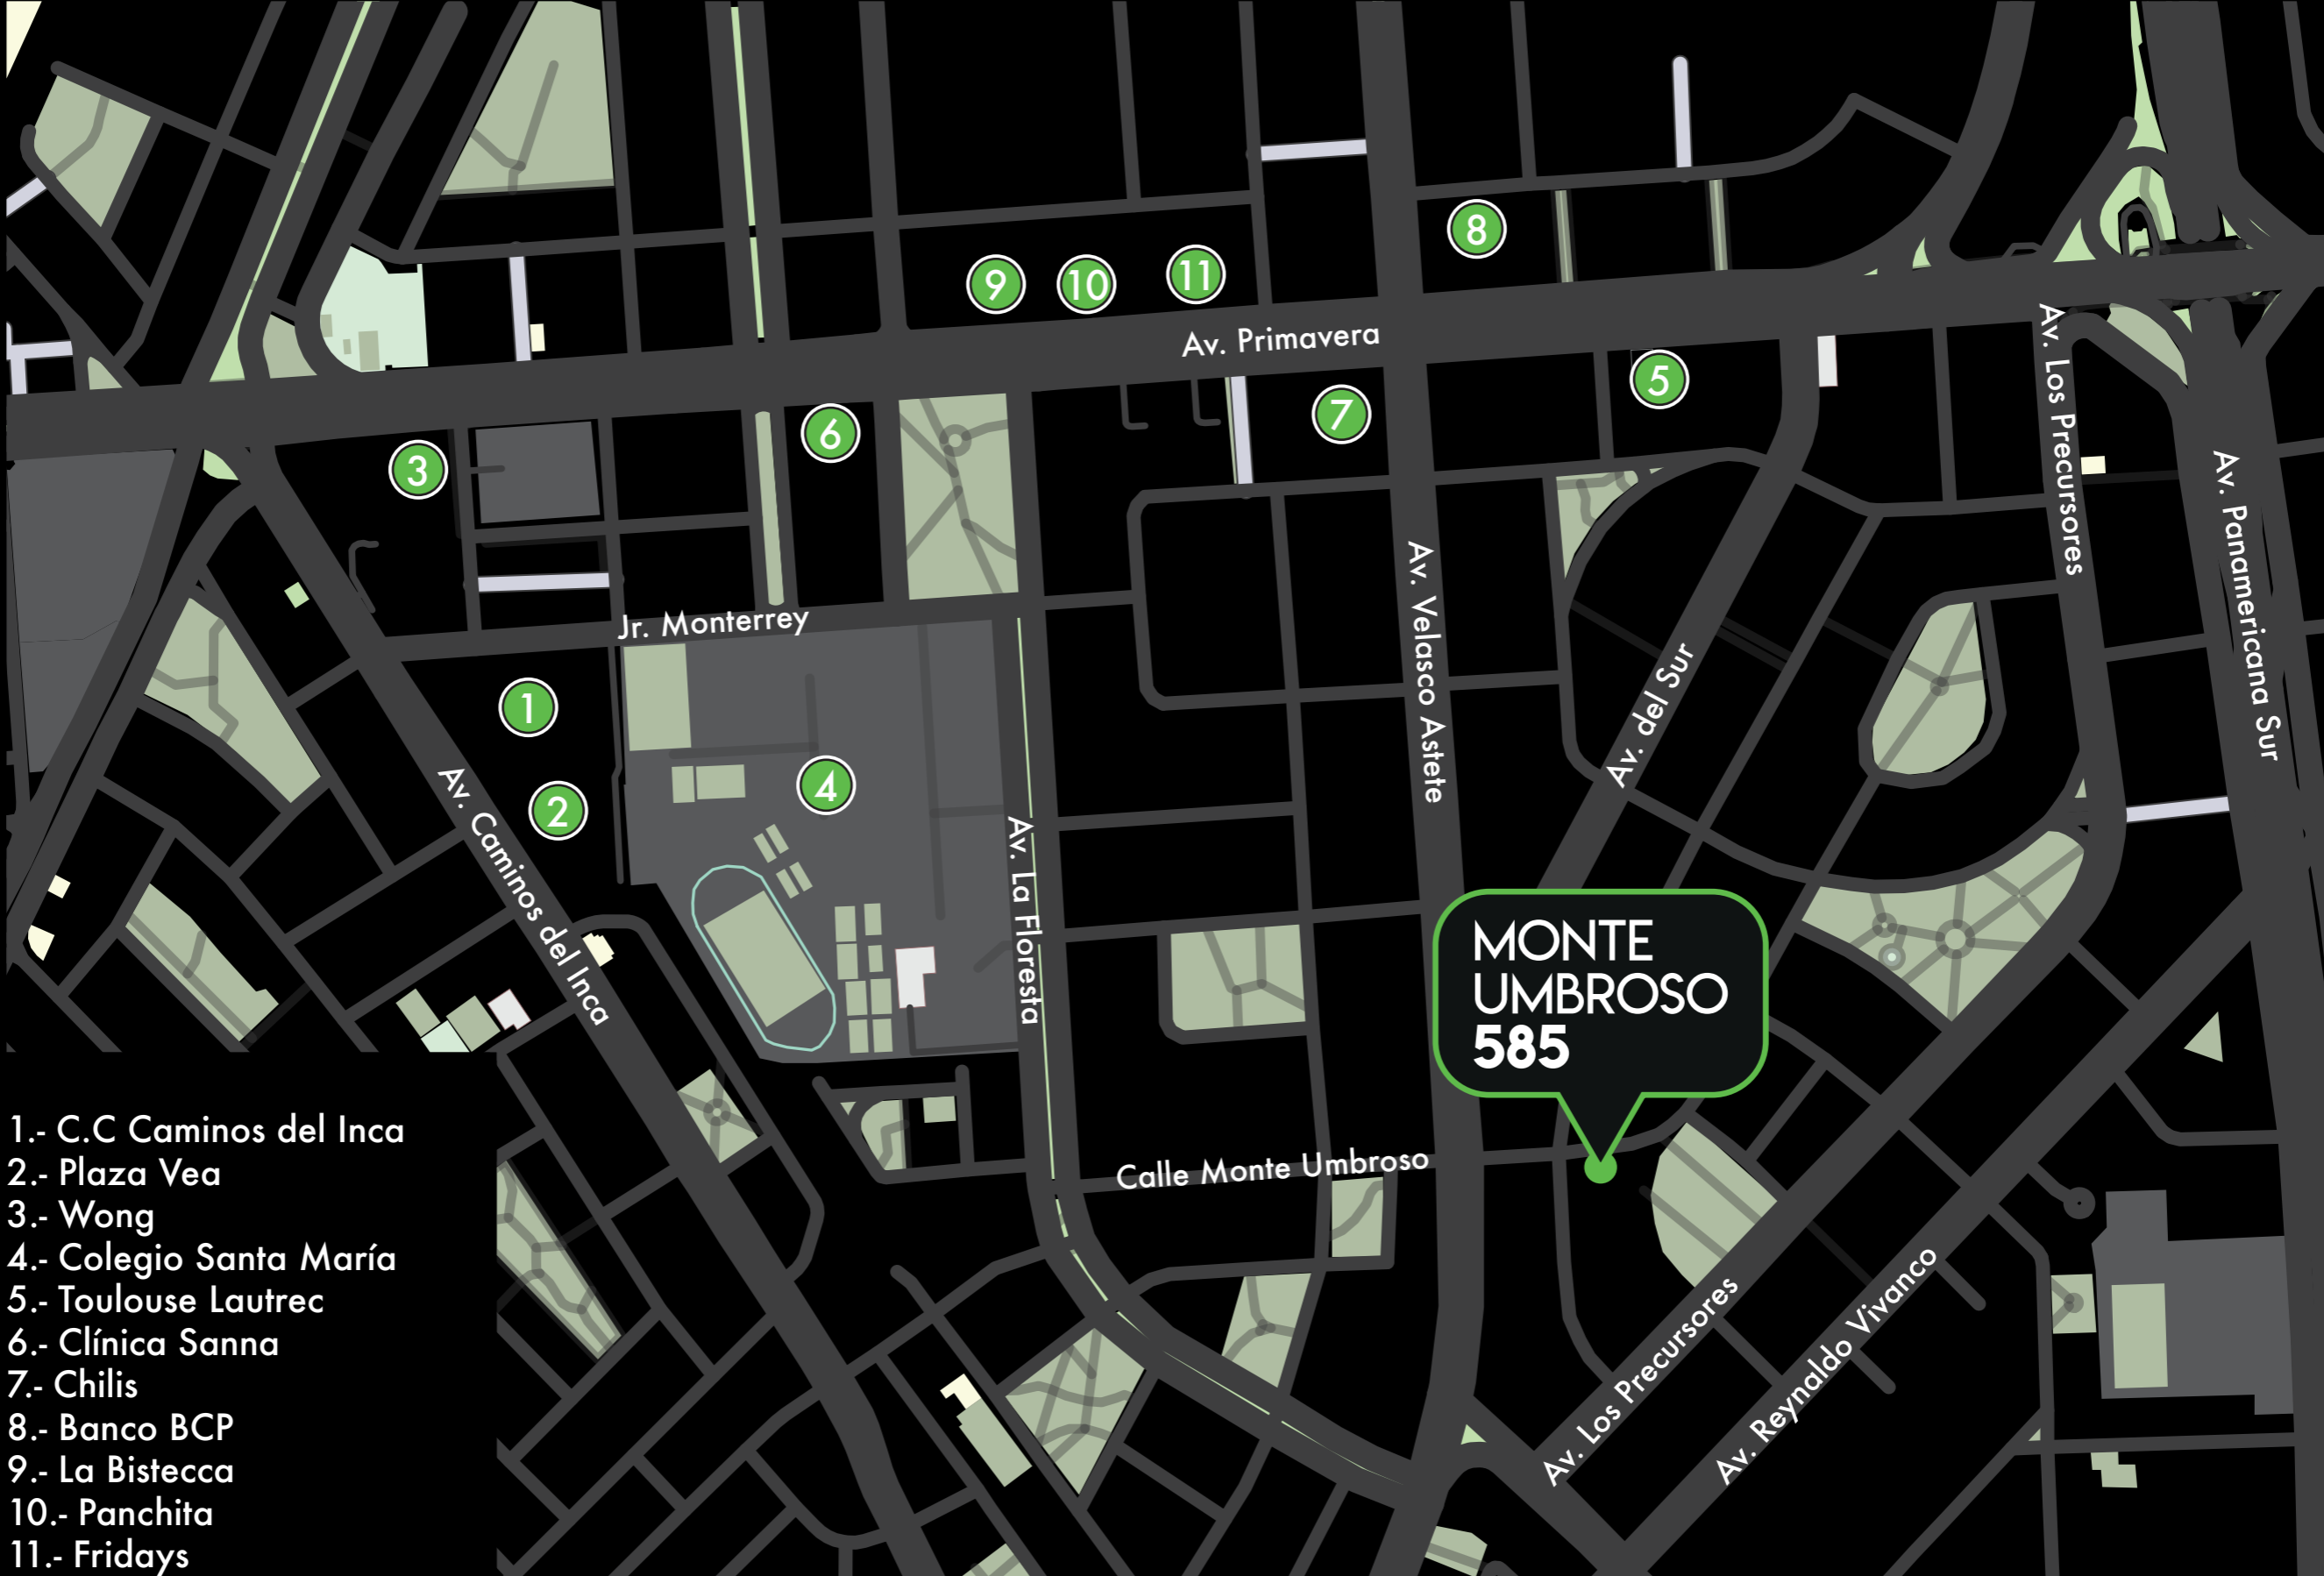 8
9
10
11
Av. Primavera
Av. Los Precursores
5
7
6
3
Av. Panamericana Sur
Av. Velasco Astete
Jr. Monterrey
Av. del Sur
1
4
2
Av. Caminos del Inca
Av. La Floresta
MONTE
UMBROSO
585
Calle Monte Umbroso
Av. Los Precursores
Av. Reynaldo Vivanco
1.- C.C Caminos del Inca
2.- Plaza Vea
3.- Wong
4.- Colegio Santa María
5.- Toulouse Lautrec
6.- Clínica Sanna
7.- Chilis
8.- Banco BCP
9.- La Bistecca
10.- Panchita
11.- Fridays